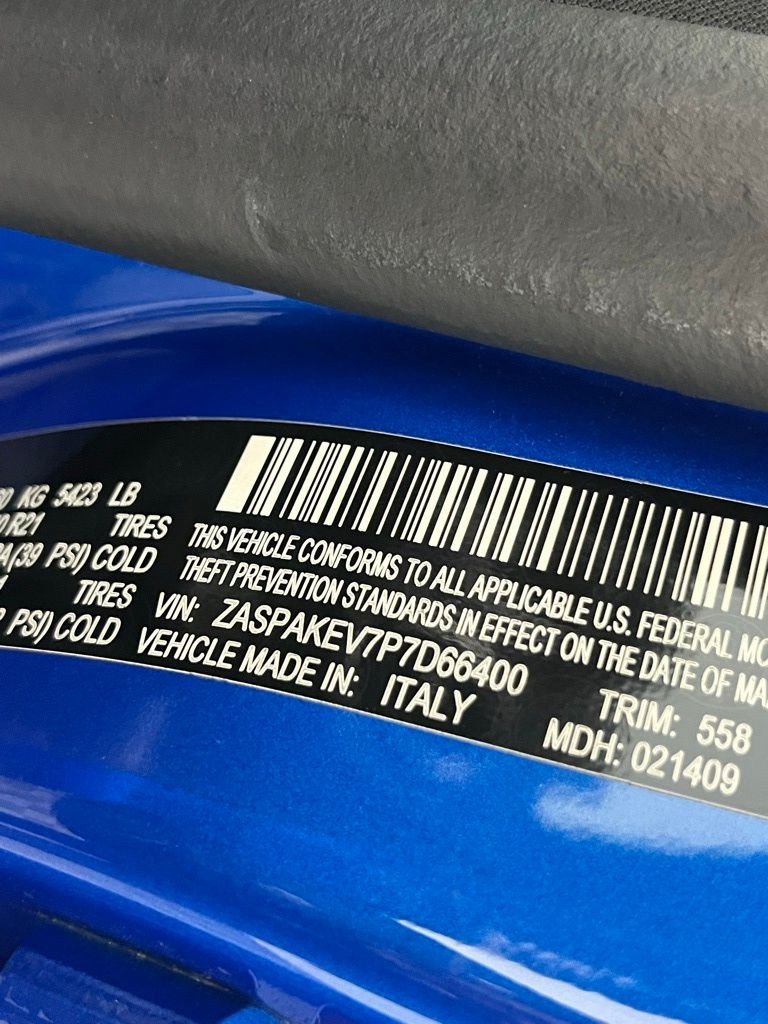 KG 5423 LB
R21 TIRES
(39 PSI) COLD
TIRES
PSI) COLD
THIS VEHICLE CONFORMS TO ALL APPLICABLE U.S. FEDERAL
THEFT PREVENTION STANDARDS IN EFFECT ON THE DATE OF
VIN: ZASPAKEV7P7D66400
TRIM: 558
VEHICLE MADE IN: ITALY
MDH: 021409